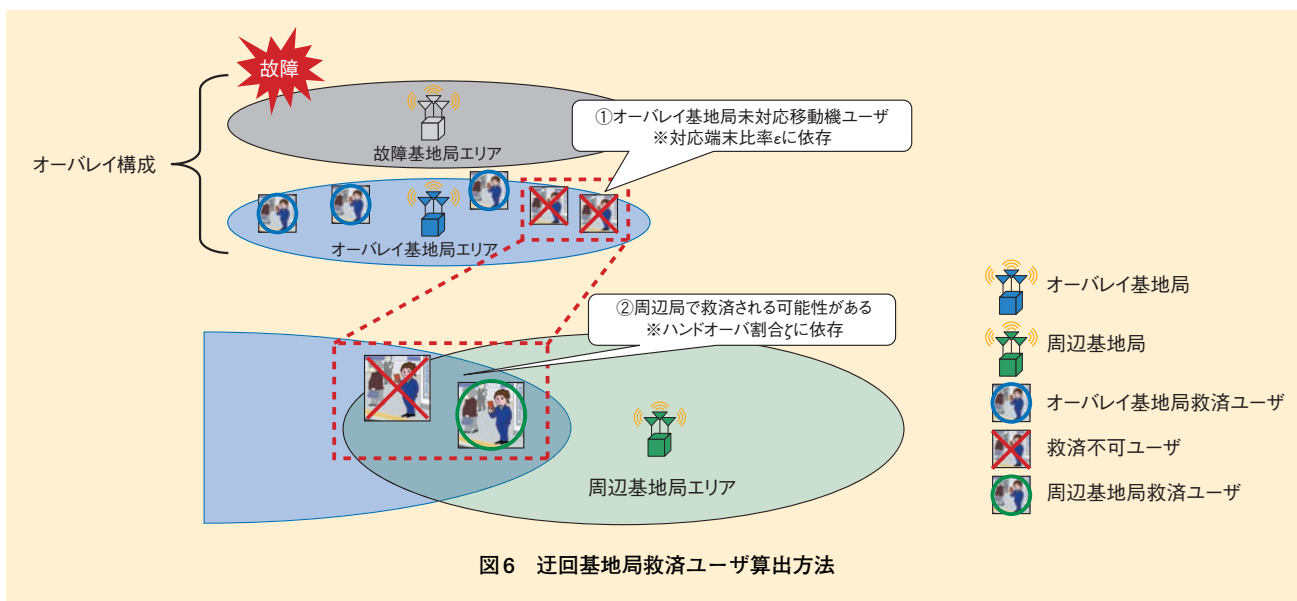 故障
①オーバレイ基地局未対応移動機ユーザ
※対応端末比率εに依存
故障基地局エリア
オーバレイ構成
オーバレイ基地局エリア
②周辺局で救済される可能性がある
※ハンドオーバ割合ζに依存
周辺基地局エリア
オーバレイ基地局
周辺基地局
オーバレイ基地局救済ユーザ
救済不可ユーザ
周辺基地局救済ユーザ
図6 迂回基地局救済ユーザ算出方法